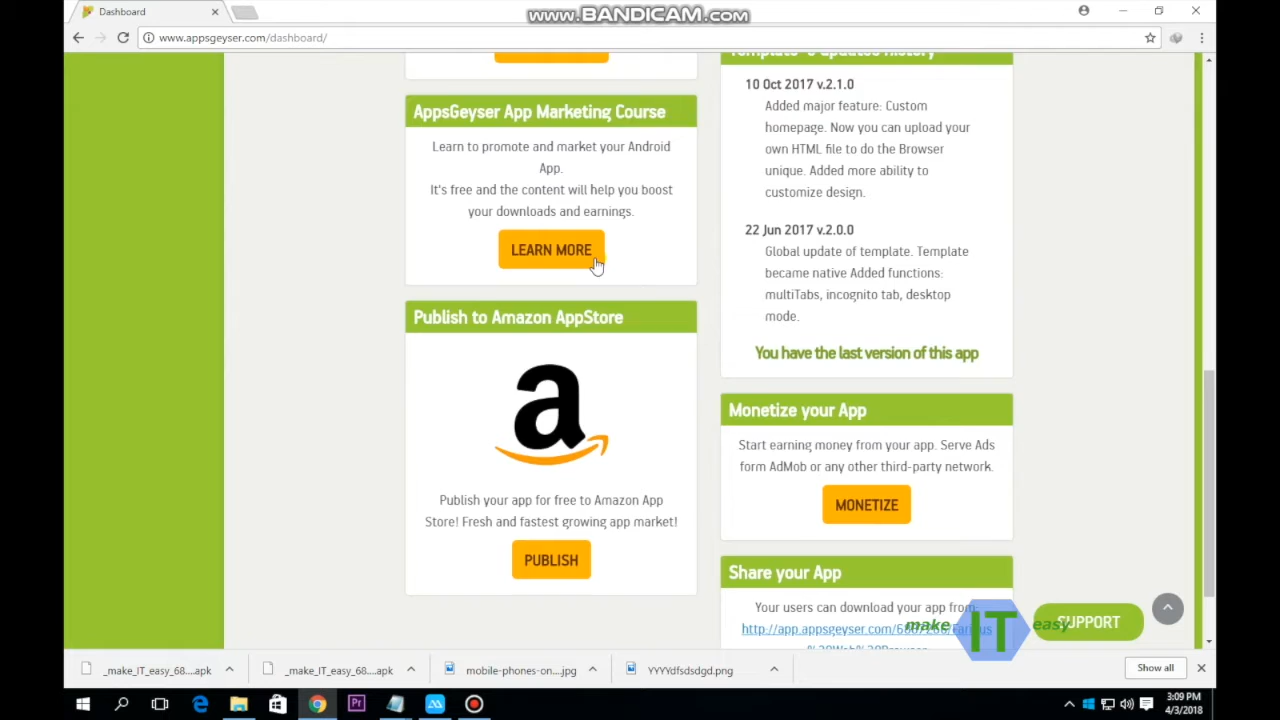 Dashboard
www.BANDICAM.com
www.appsgeyser.com/dashboard/
AppsGeyser App Marketing Course
Learn to promote and market your Android
App.
It's free and the content will help you boost
your downloads and earnings.
LEARN MORE
Publish to Amazon AppStore
a
Publish your app for free to Amazon App
Store! Fresh and fastest growing app market!
PUBLISH
10 Oct 2017 v.2.1.0
Added major feature: Custom
homepage. Now you can upload your
own HTML file to do the Browser
unique. Added more ability to
customize design.
22 Jun 2017 v.2.0.0
Global update of template. Template
became native Added functions:
multiTabs, incognito tab, desktop
mode.
You have the last version of this app
Monetize your App
Start earning money from your app. Serve Ads
form AdMob or any other third-party network.
MONETIZE
Share your App
Your users can download your app from:
make IT easy
SUPPORT
_make_IT_easy_68....apk
_make_IT_easy_68....apk
mobile-phones-on....jpg
YYYYdfsdsdgd.png
Show all
Pr
3:09 PM
4/3/2018